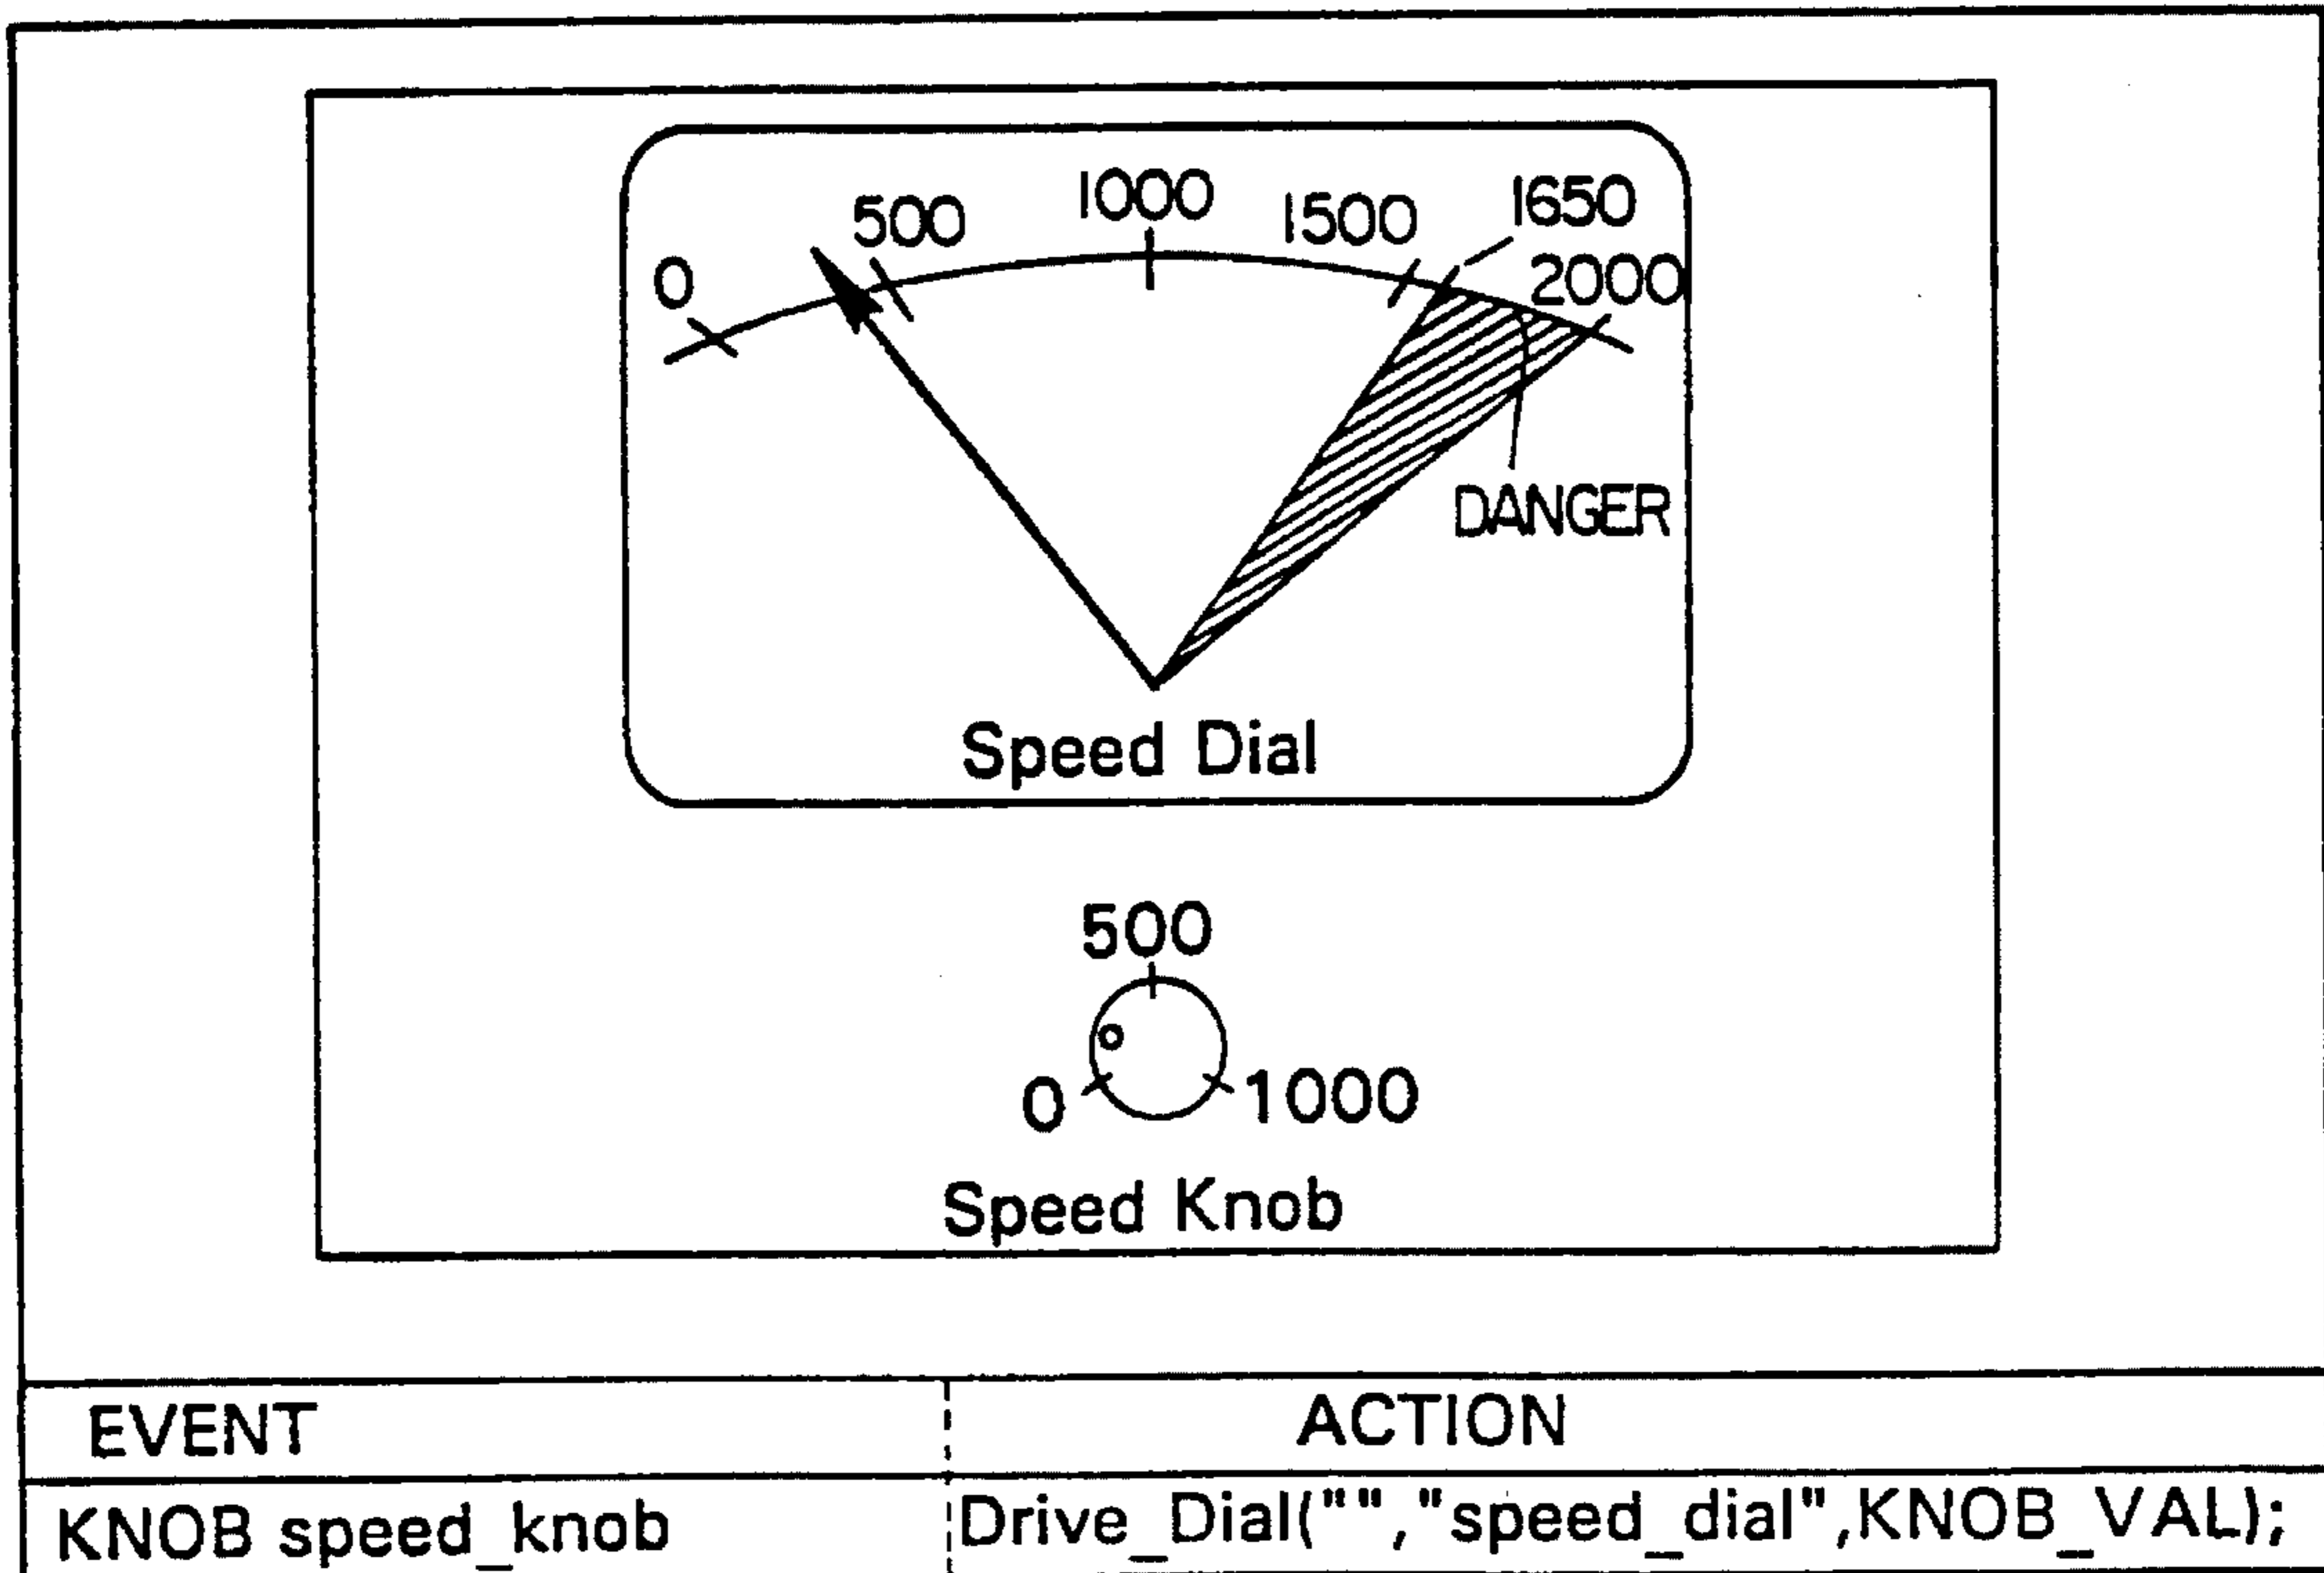 0
500
1000
1500
1650
2000
DANGER
Speed Dial
500
0
1000
Speed Knob
EVENT ACTION
KNOB speed_knob Drive_Dial("" , "speed_dial",KNOB_VAL);